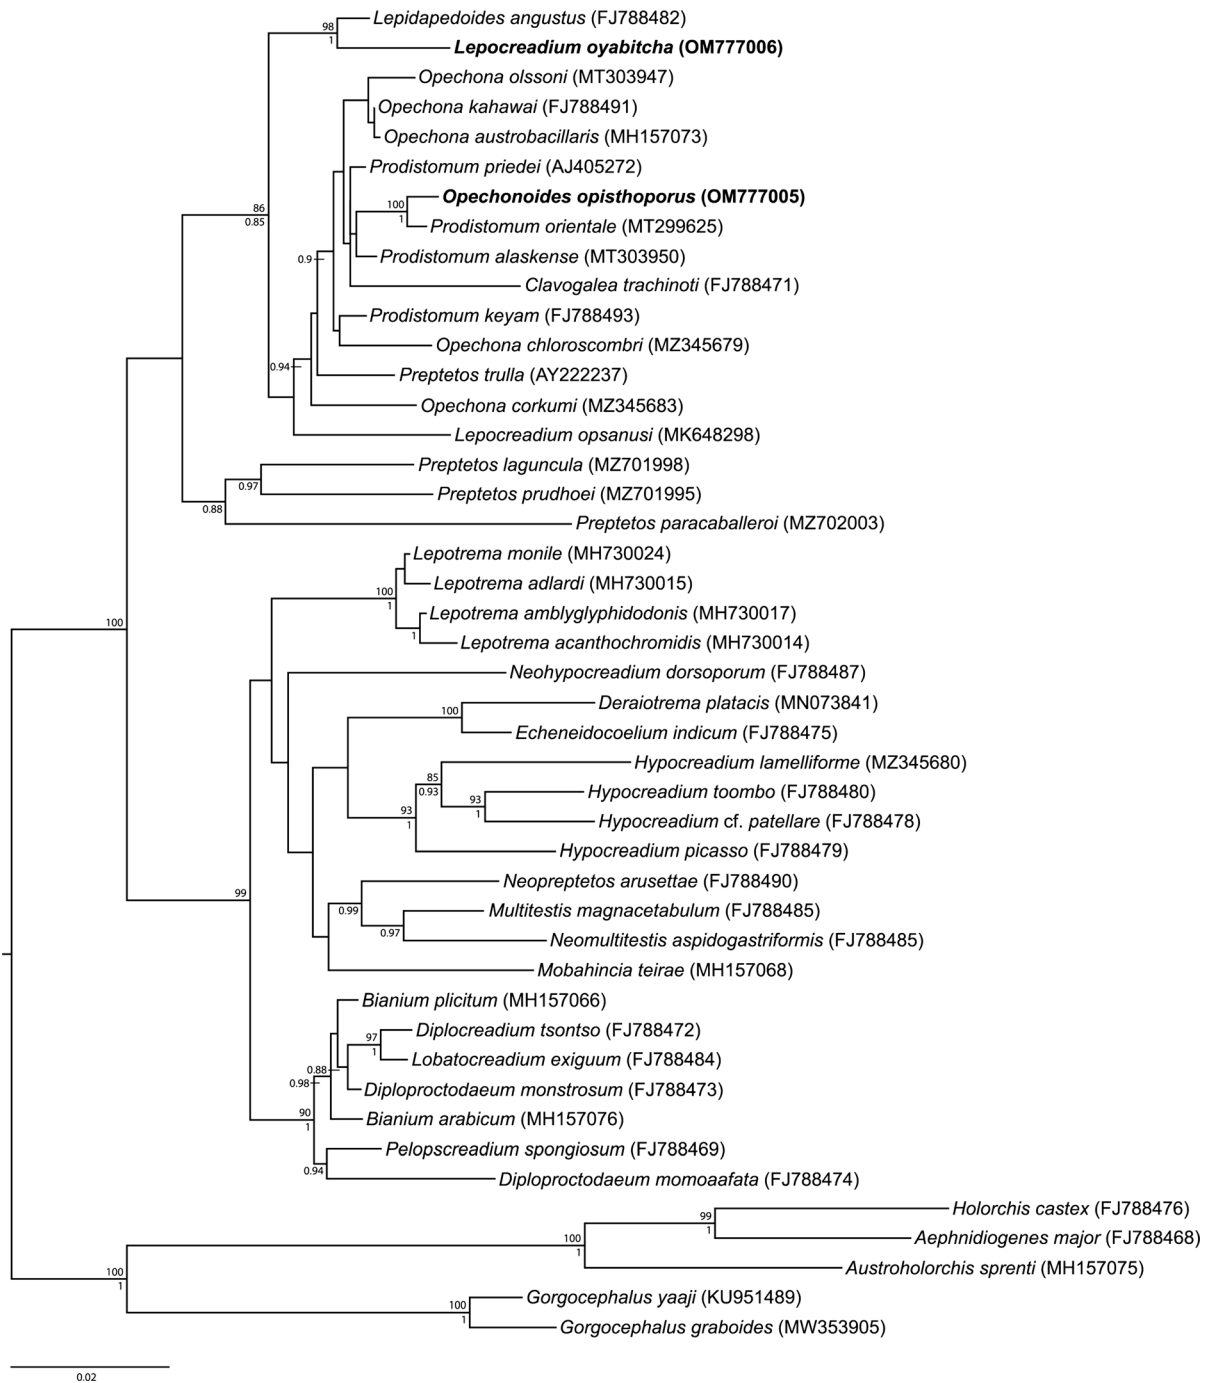 Lepidapedoides angustus (FJ788482)
98
1
Lepocreadium oyabitcha (OM777006)
Opechona olssoni (MT303947)
Opechona kahawai (FJ788491)
Opechona austrobacillaris (MH157073)
Prodistomum priedei (AJ405272)
Opechonoides opisthoporus (OM777005)
100
1
86
0.85
Prodistomum orientale (MT299625)
Prodistomum alaskense (MT303950)
0.9
Clavogalea trachinoti (FJ788471)
Prodistomum keyam (FJ788493)
Opechona chloroscombri (MZ345679)
0.94
Preptetos trulla (AY222237)
Opechona corkumi (MZ345683)
Lepocreadium opsanusi (MK648298)
Preptetos laguncula (MZ701998)
0.97
Preptetos prudhoei (MZ701995)
0.88
Preptetos paracaballeroi (MZ702003)
Lepotrema monile (MH730024)
Lepotrema adlardi (MH730015)
100
1
Lepotrema amblyglyphidodonis (MH730017)
100
1
Lepotrema acanthochromidis (MH730014)
Neohypocreadium dorsoporum (FJ788487)
Deraiotrema platacis (MN073841)
100
Echeneidocoelium indicum (FJ788475)
Hypocreadium lamelliforme (MZ345680)
85
0.93
Hypocreadium toombo (FJ788480)
93
1
93
1
Hypocreadium cf. patellare (FJ788478)
Hypocreadium picasso (FJ788479)
Neopreptetos arusettae (FJ788490)
99
0.99
Multitestis magnacetabulum (FJ788485)
0.97
Neomultitestis aspidogastriformis (FJ788485)
Mobahincia teirae (MH157068)
Bianium plicitum (MH157066)
Diplocreadium tsontso (FJ788472)
97
1
Lobatocreadium exiguum (FJ788484)
0.88
0.98
Diploproctodaeum monstrosum (FJ788473)
90
1
Bianium arabicum (MH157076)
Pelopscreadium spongiosum (FJ788469)
0.94
Diploproctodaeum momoaafata (FJ788474)
Holorchis castex (FJ788476)
99
1
Aephnidiogenes major (FJ788468)
100
1
Austroholorchis sprenti (MH157075)
100
1
Gorgocephalus yaaji (KU951489)
100
1
Gorgocephalus graboides (MW353905)
0.02